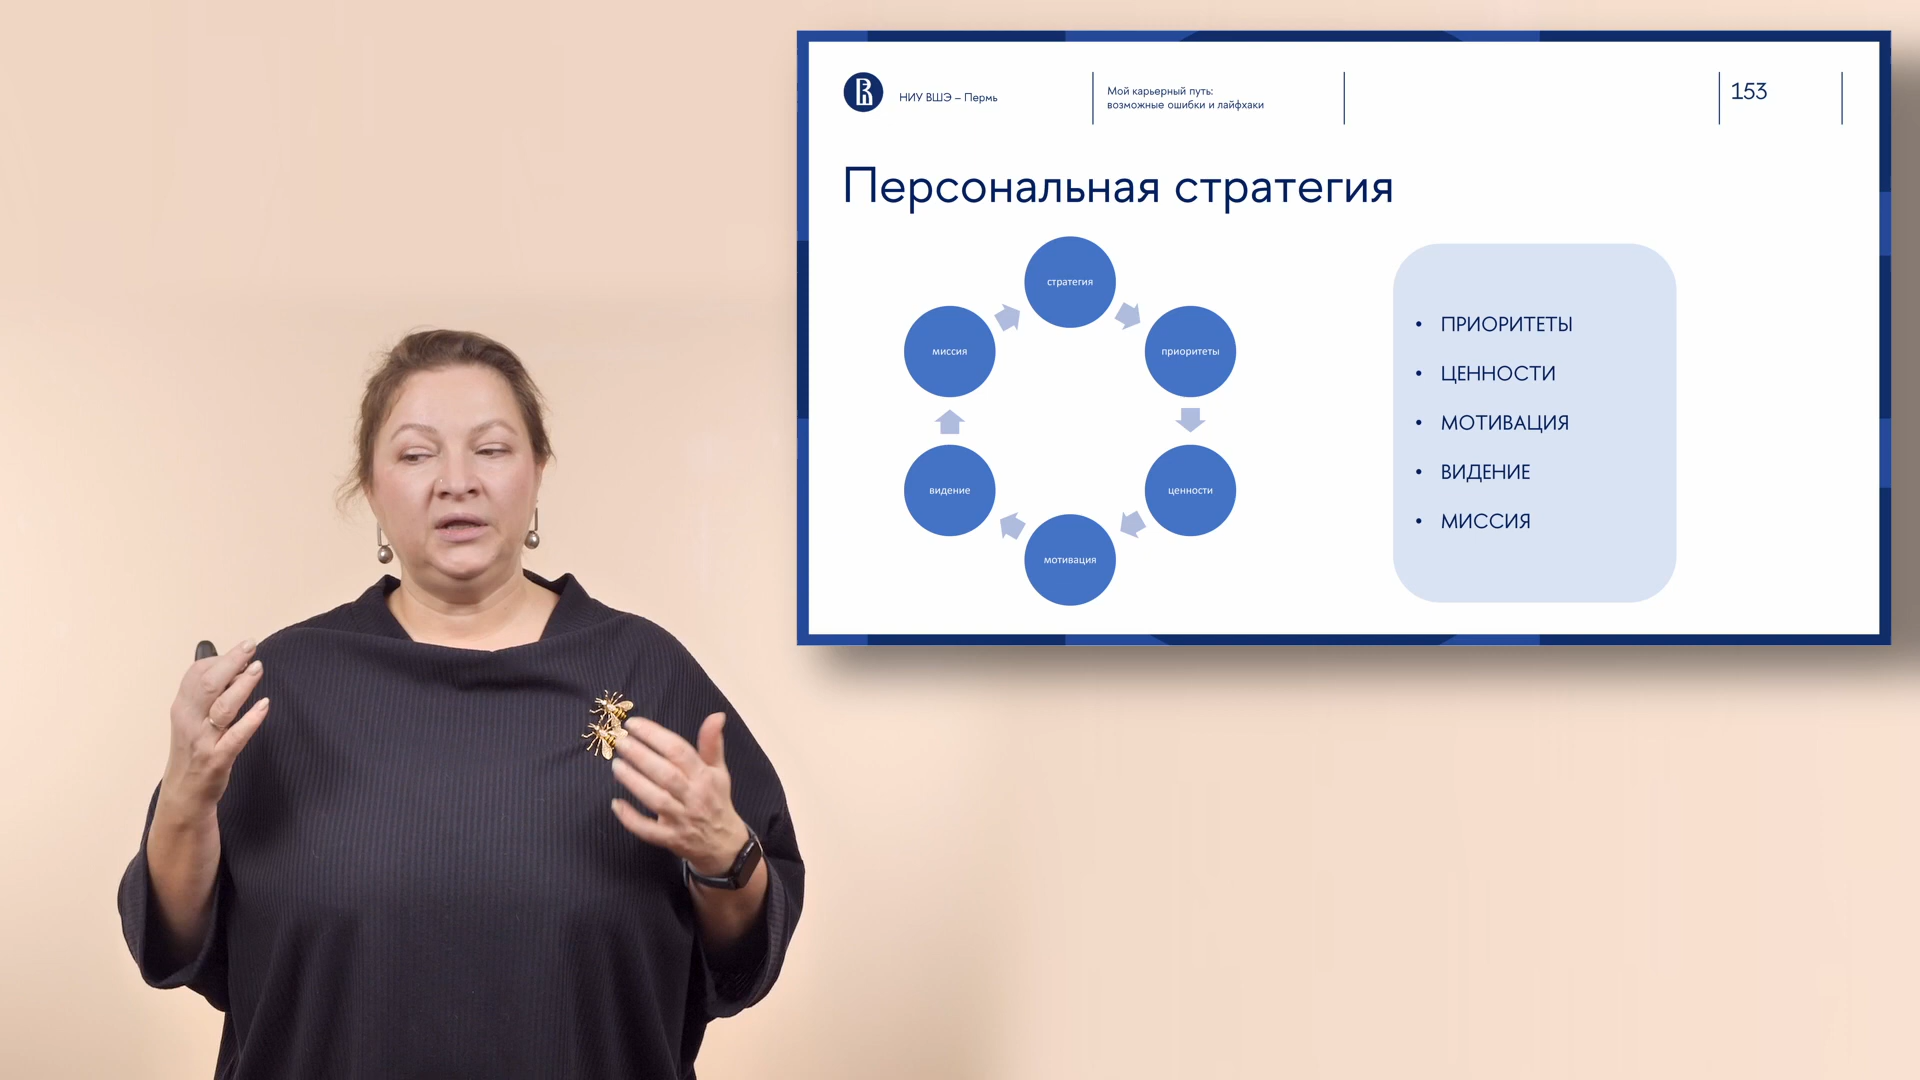 НИУ ВШЭ – Пермь
Мой карьерный путь:
возможные ошибки и лайфхаки
153
Персональная стратегия
стратегия
приоритеты
ценности
мотивация
видение
миссия
• ПРИОРИТЕТЫ
• ЦЕННОСТИ
• МОТИВАЦИЯ
• ВИДЕНИЕ
• МИССИЯ